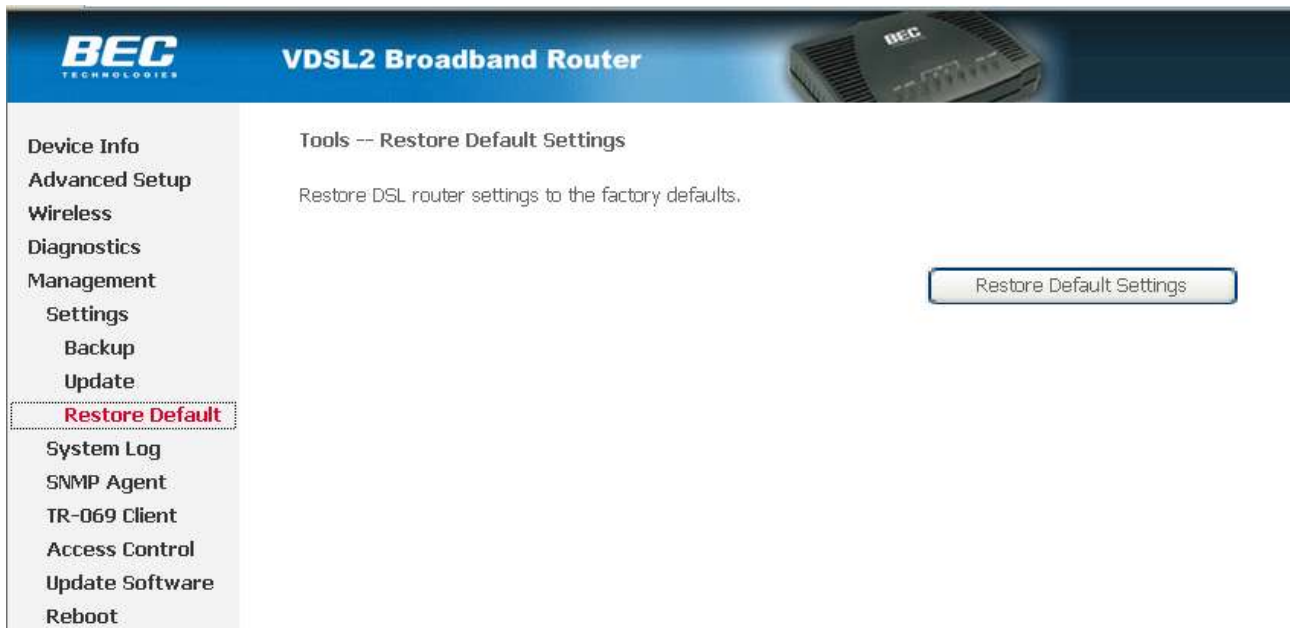 BEC
TECHNOLOGIES
VDSL2 Broadband Router
BEC
Device Info
Advanced Setup
Wireless
Diagnostics
Management
Settings
Backup
Update
Restore Default
System Log
SNMP Agent
TR-069 Client
Access Control
Update Software
Reboot
Tools -- Restore Default Settings
Restore DSL router settings to the factory defaults.
Restore Default Settings